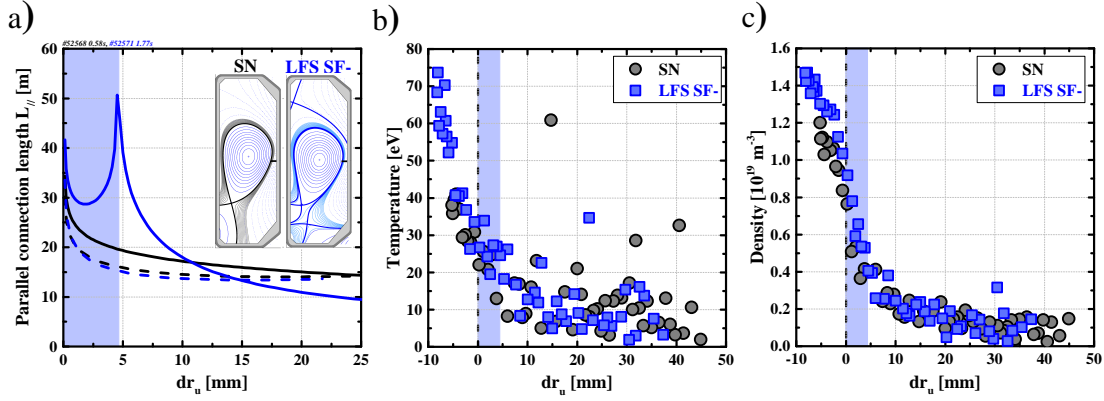 a)
#52568 0.58s, #52571 1.77s
Parallel connection length L// [m]
60
50
40
30
20
10
0
0 5 10 15 20 25
dr_u [mm]
SN LFS SF-
b)
Temperature [eV]
80
70
60
50
40
30
20
10
0
-10 0 10 20 30 40 50
dr_u [mm]
SN
LFS SF-
c)
Density [10^19 m^-3]
1.6
1.4
1.2
1.0
0.8
0.6
0.4
0.2
0.0
-10 0 10 20 30 40 50
dr_u [mm]
SN
LFS SF-